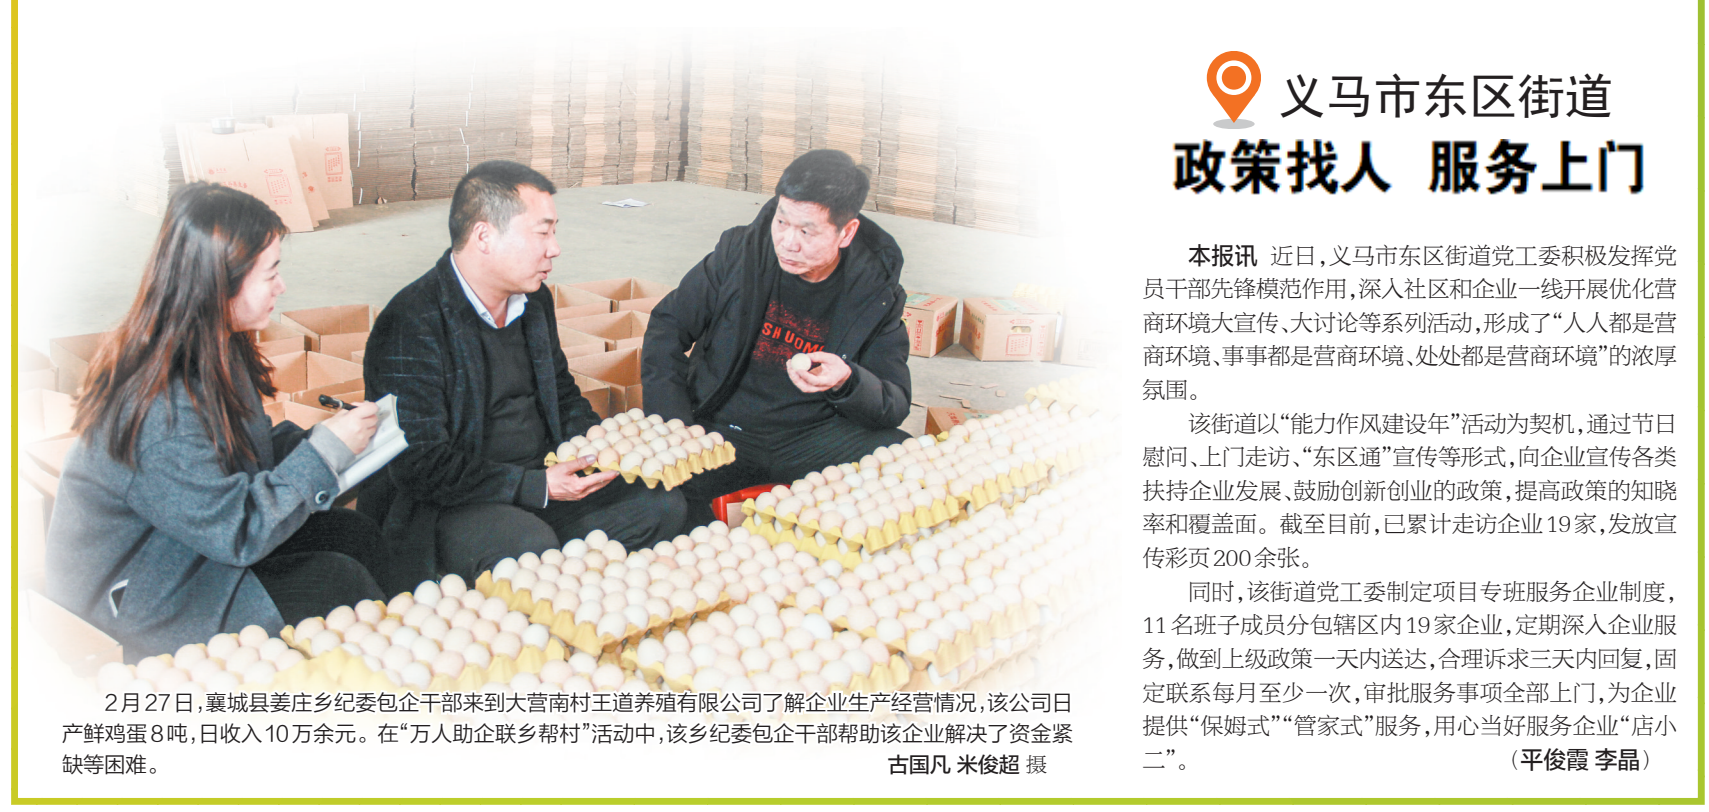 义马市东区街道
政策找人 服务上门
本报讯 近日,义马市东区街道党工委积极发挥党
员干部先锋模范作用,深入社区和企业一线开展优化营
商环境大宣传、大讨论等系列活动,形成了“人人都是营
商环境、事事都是营商环境、处处都是营商环境”的浓厚
氛围。
该街道以“能力作风建设年”活动为契机,通过节日
慰问、上门走访、“东区通”宣传等形式,向企业宣传各类
扶持企业发展、鼓励创新创业的政策,提高政策的知晓
率和覆盖面。截至目前,已累计走访企业19家,发放宣
传彩页200余张。
同时,该街道党工委制定项目专班服务企业制度,
11名班子成员分包辖区内19家企业,定期深入企业服
务,做到上级政策一天内送达,合理诉求三天内回复,固
定联系每月至少一次,审批服务事项全部上门,为企业
提供“保姆式”“管家式”服务,用心当好服务企业“店小
二”。 (平俊霞 李晶)
SHUOM
2月27日,襄城县姜庄乡纪委包企干部来到大营南村王道养殖有限公司了解企业生产经营情况,该公司日
产鲜鸡蛋8吨,日收入10万余元。在“万人助企联乡帮村”活动中,该乡纪委包企干部帮助该企业解决了资金紧
缺等困难。 古国凡 米俊超 摄